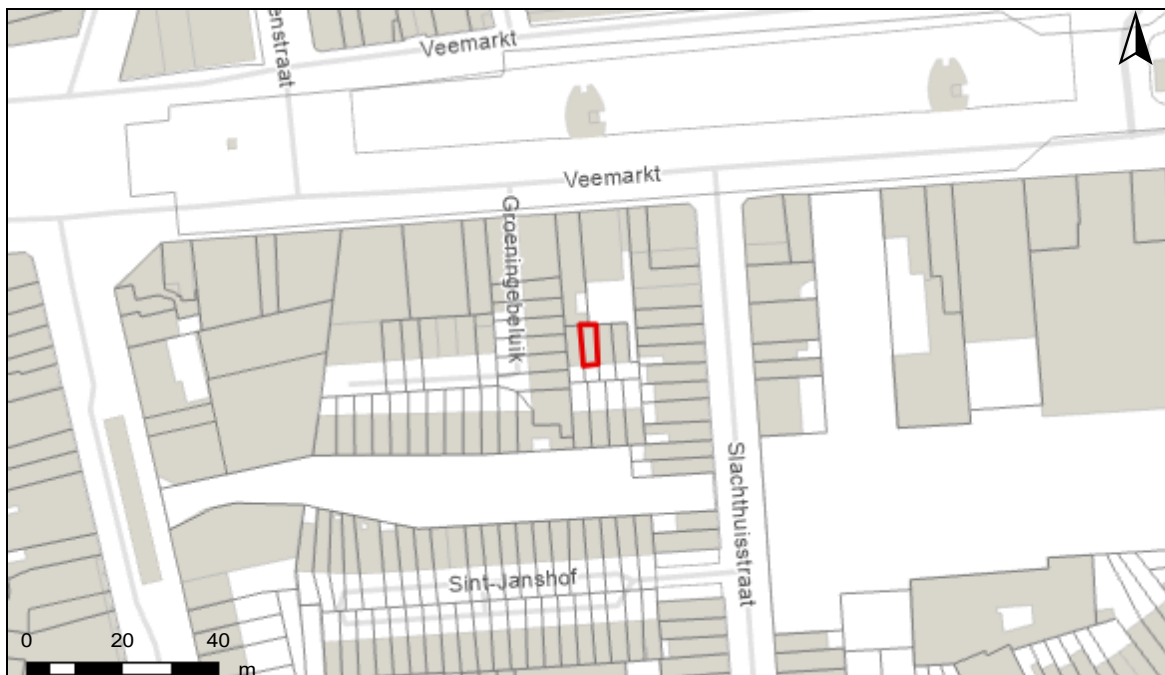 enstraat
Veemarkt
Veemarkt
Groeningebeluik
Slachthuisstraat
Sint-Janshof
0 20 40
m